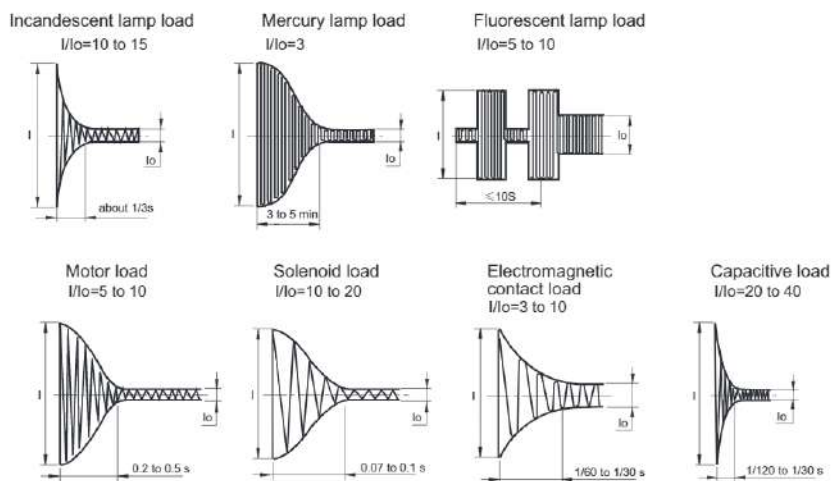 Incandescent lamp load
I/Io=10 to 15
Mercury lamp load
I/Io=3
Fluorescent lamp load
I/Io=5 to 10
I
Io
about 1/3s
I
Io
3 to 5 min
I
Io
≤10S
Motor load
I/Io=5 to 10
Solenoid load
I/Io=10 to 20
Electromagnetic
contact load
I/Io=3 to 10
Capacitive load
I/Io=20 to 40
I
Io
0.2 to 0.5 s
I
Io
0.07 to 0.1 s
I
Io
1/60 to 1/30 s
I
Io
1/120 to 1/30 s